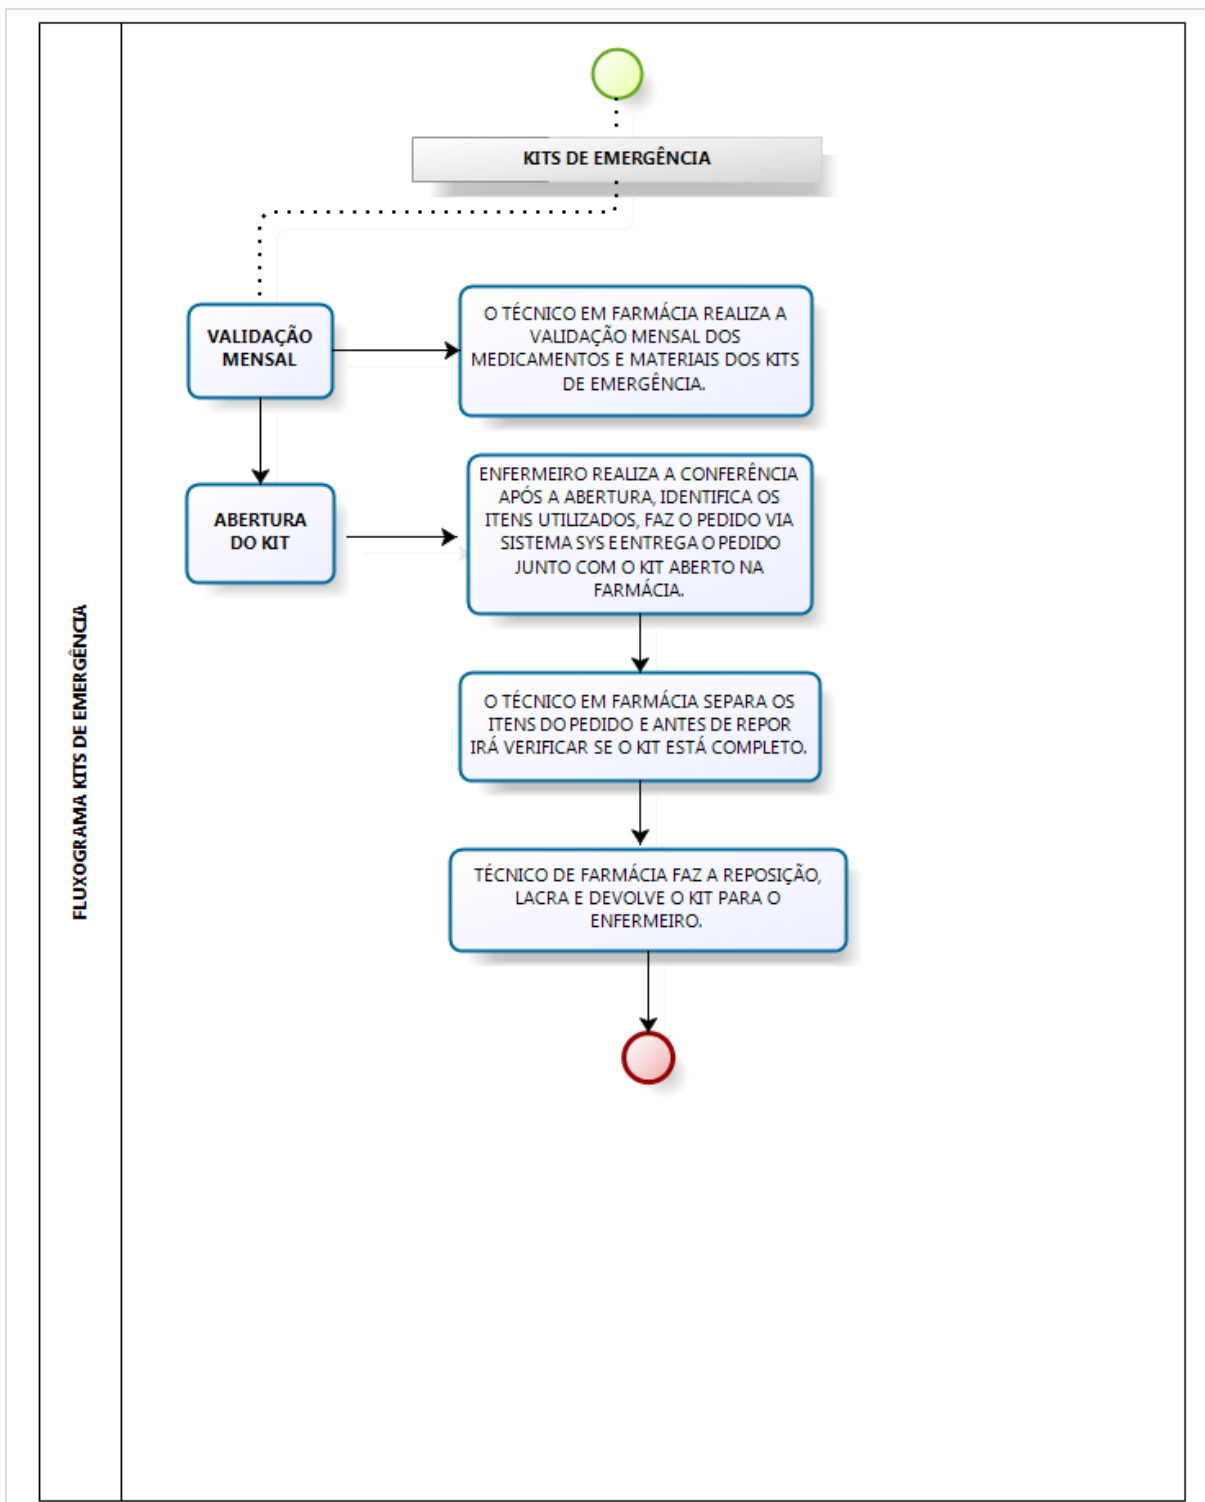 FLUXOGRAMA KITS DE EMERGÊNCIA
KITS DE EMERGÊNCIA
VALIDAÇÃO
MENSAL
O TÉCNICO EM FARMÁCIA REALIZA A
VALIDAÇÃO MENSAL DOS
MEDICAMENTOS E MATERIAIS DOS KITS
DE EMERGÊNCIA.
ABERTURA
DO KIT
ENFERMEIRO REALIZA A CONFERÊNCIA
APÓS A ABERTURA, IDENTIFICA OS
ITENS UTILIZADOS, FAZ O PEDIDO VIA
SISTEMA SYS E ENTREGA O PEDIDO
JUNTO COM O KIT ABERTO NA
FARMÁCIA.
O TÉCNICO EM FARMÁCIA SEPARA OS
ITENS DO PEDIDO E ANTES DE REPOR
IRÁ VERIFICAR SE O KIT ESTÁ COMPLETO.
TÉCNICO DE FARMÁCIA FAZ A REPOSIÇÃO,
LACRA E DEVOLVE O KIT PARA O
ENFERMEIRO.